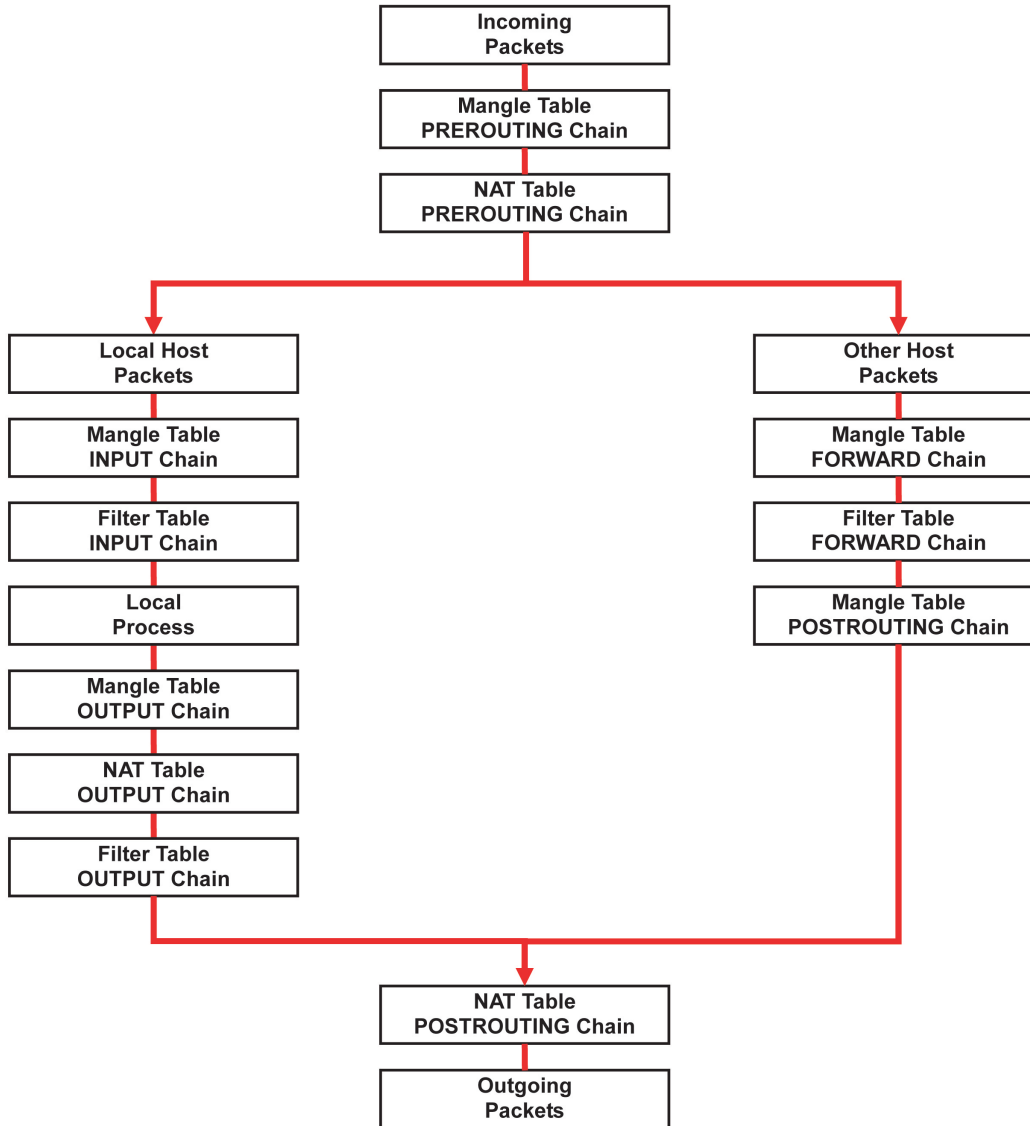 Incoming
Packets
Mangle Table
PREROUTING Chain
NAT Table
PREROUTING Chain
Local Host
Packets
Mangle Table
INPUT Chain
Filter Table
INPUT Chain
Local
Process
Mangle Table
OUTPUT Chain
NAT Table
OUTPUT Chain
Filter Table
OUTPUT Chain
Other Host
Packets
Mangle Table
FORWARD Chain
Filter Table
FORWARD Chain
Mangle Table
POSTROUTING Chain
NAT Table
POSTROUTING Chain
Outgoing
Packets